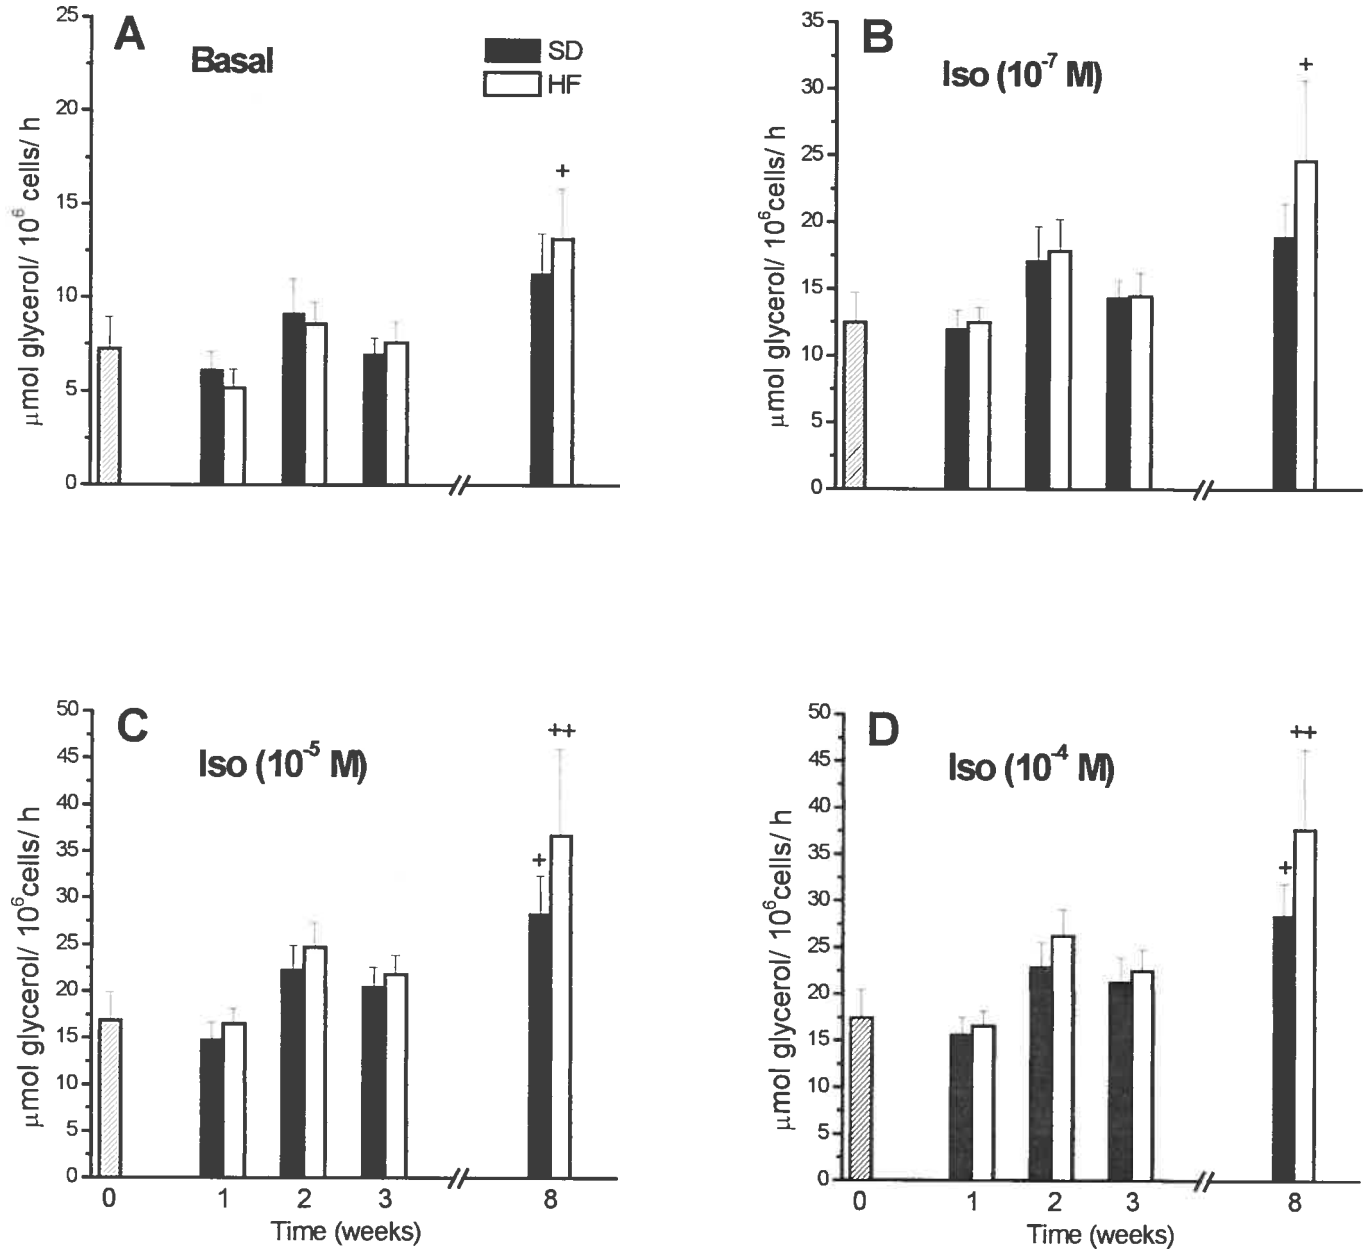 A
Basal
SD
HF
+
25
20
15
10
5
0
μmol glycerol/ 10⁶ cells/ h
B
Iso (10⁻⁷ M)
+
35
30
25
20
15
10
5
0
μmol glycerol/ 10⁶cells/ h
C
Iso (10⁻⁵ M)
++
+
50
45
40
35
30
25
20
15
10
5
0
μmol glycerol/ 10⁶cells/ h
0 1 2 3 8
Time (weeks)
D
Iso (10⁻⁴ M)
++
+
50
45
40
35
30
25
20
15
10
5
0
μmol glycerol/ 10⁶cells/ h
0 1 2 3 8
Time (weeks)